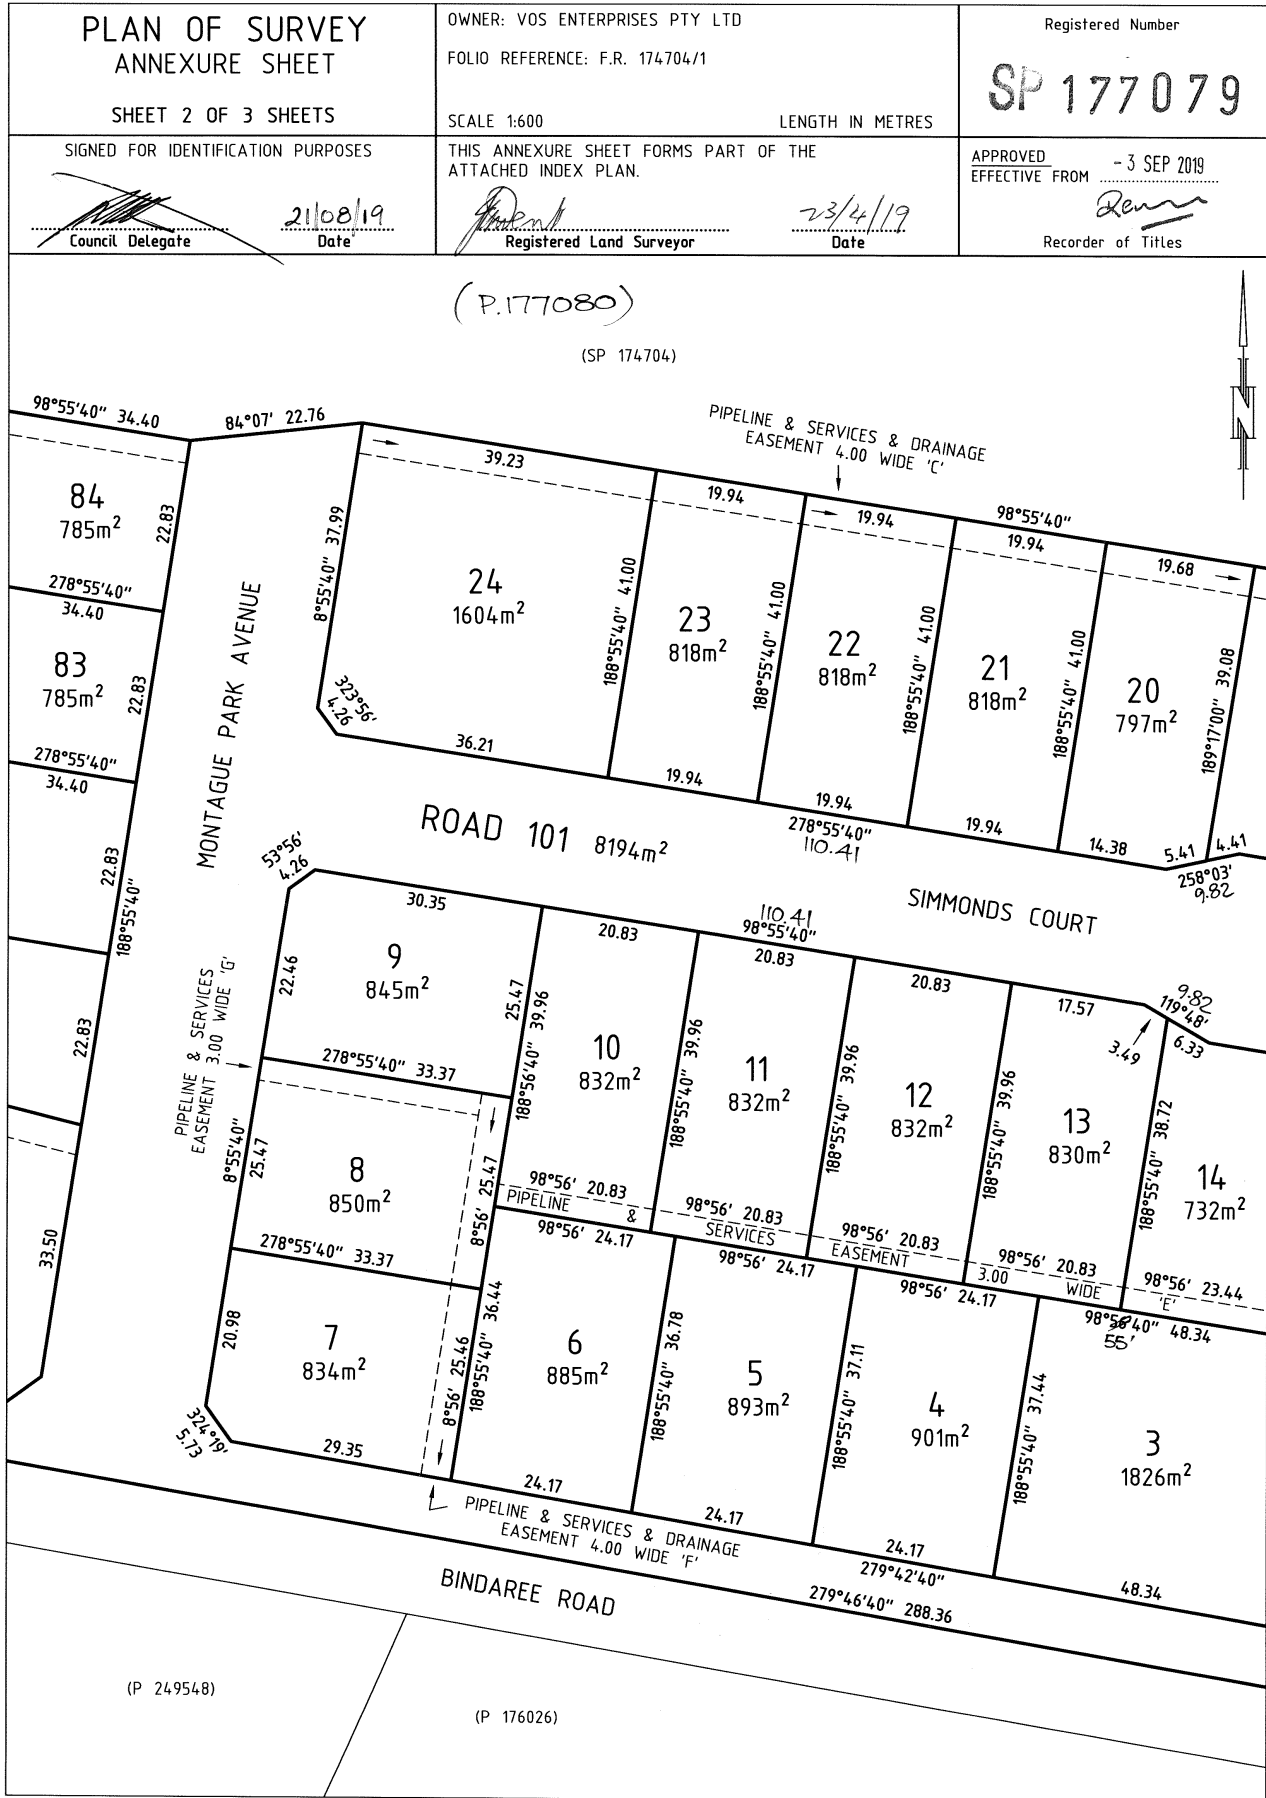 PLAN OF SURVEY
ANNEXURE SHEET
SHEET 2 OF 3 SHEETS
OWNER: VOS ENTERPRISES PTY LTD
FOLIO REFERENCE: F.R. 174704/1
SCALE 1:600 LENGTH IN METRES
Registered Number
SP 177079
SIGNED FOR IDENTIFICATION PURPOSES
21/08/19
Council Delegate Date
THIS ANNEXURE SHEET FORMS PART OF THE
ATTACHED INDEX PLAN.
23/4/19
Registered Land Surveyor Date
APPROVED
EFFECTIVE FROM - 3 SEP 2019
Recorder of Titles
(P.177080)
(SP 174704)
N
98°55'40" 34.40
84°07' 22.76
PIPELINE & SERVICES & DRAINAGE
EASEMENT 4.00 WIDE 'C'
39.23
19.94
19.94
98°55'40"
19.94
19.68
84
785m²
22.83
278°55'40"
34.40
83
785m²
22.83
278°55'40"
34.40
22.83
188°55'40"
22.83
33.50
MONTAGUE PARK AVENUE
8°55'40" 37.99
24
1604m²
188°55'40" 41.00
23
818m²
188°55'40" 41.00
22
818m²
188°55'40" 41.00
21
818m²
188°55'40" 41.00
20
797m²
189°17'00" 39.08
323°56'
4.26
36.21
19.94
19.94
278°55'40"
110.41
19.94
14.38
5.41
4.41
258°03'
9.82
ROAD 101 8194m²
SIMMONDS COURT
53°56'
4.26
30.35
20.83
110.41
98°55'40"
20.83
20.83
17.57
9.82
119°48'
3.49
6.33
9
845m²
22.46
25.47
188°56'40" 39.96
10
832m²
188°55'40" 39.96
11
832m²
188°55'40" 39.96
12
832m²
188°55'40" 39.96
13
830m²
188°55'40" 38.72
14
732m²
PIPELINE & SERVICES
EASEMENT 3.00 WIDE 'G'
278°55'40" 33.37
8°55'40"
25.47
8
850m²
8°56' 25.47
278°55'40" 33.37
98°56' 20.83
98°56' 20.83
98°56' 20.83
98°56' 20.83
98°56' 23.44
PIPELINE & SERVICES EASEMENT 3.00 WIDE 'E'
98°56' 24.17
98°56' 24.17
98°56' 24.17
98°56'40" 48.34
55'
20.98
7
834m²
8°56' 25.46
188°55'40" 36.44
6
885m²
188°55'40" 36.78
5
893m²
188°55'40" 37.11
4
901m²
188°55'40" 37.44
3
1826m²
324°19'
5.73
29.35
24.17
24.17
24.17
279°42'40"
48.34
PIPELINE & SERVICES & DRAINAGE
EASEMENT 4.00 WIDE 'F'
BINDAREE ROAD
279°46'40" 288.36
(P 249548)
(P 176026)